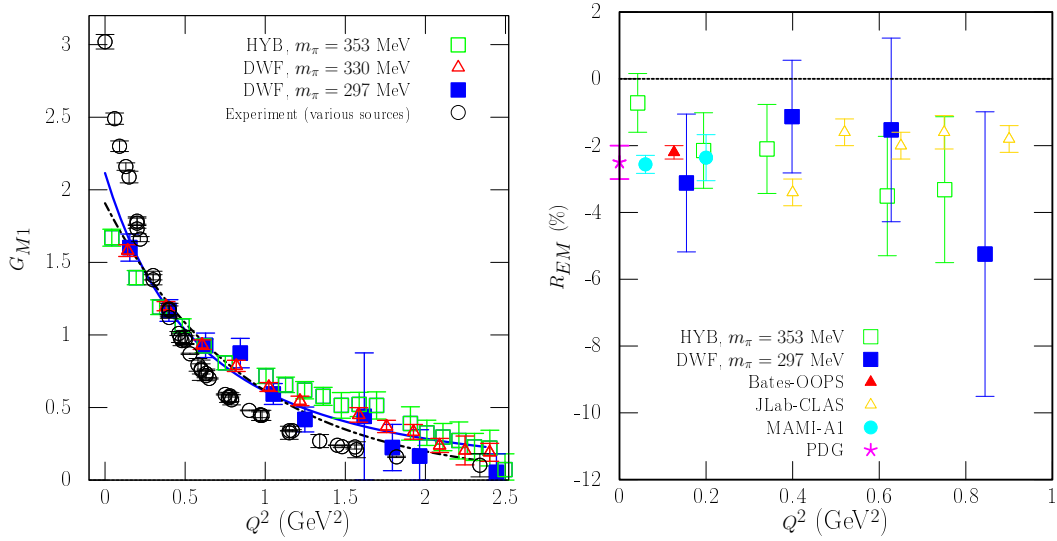 HYB, mπ = 353 MeV
DWF, mπ = 330 MeV
DWF, mπ = 297 MeV
Experiment (various sources)
3
2.5
2
1.5
1
0.5
0
GM1
0 0.5 1 1.5 2 2.5
Q² (GeV²)
2
0
-2
-4
-6
-8
-10
-12
REM (%)
HYB, mπ = 353 MeV
DWF, mπ = 297 MeV
Bates-OOPS
JLab-CLAS
MAMI-A1
PDG
0 0.2 0.4 0.6 0.8 1
Q² (GeV²)